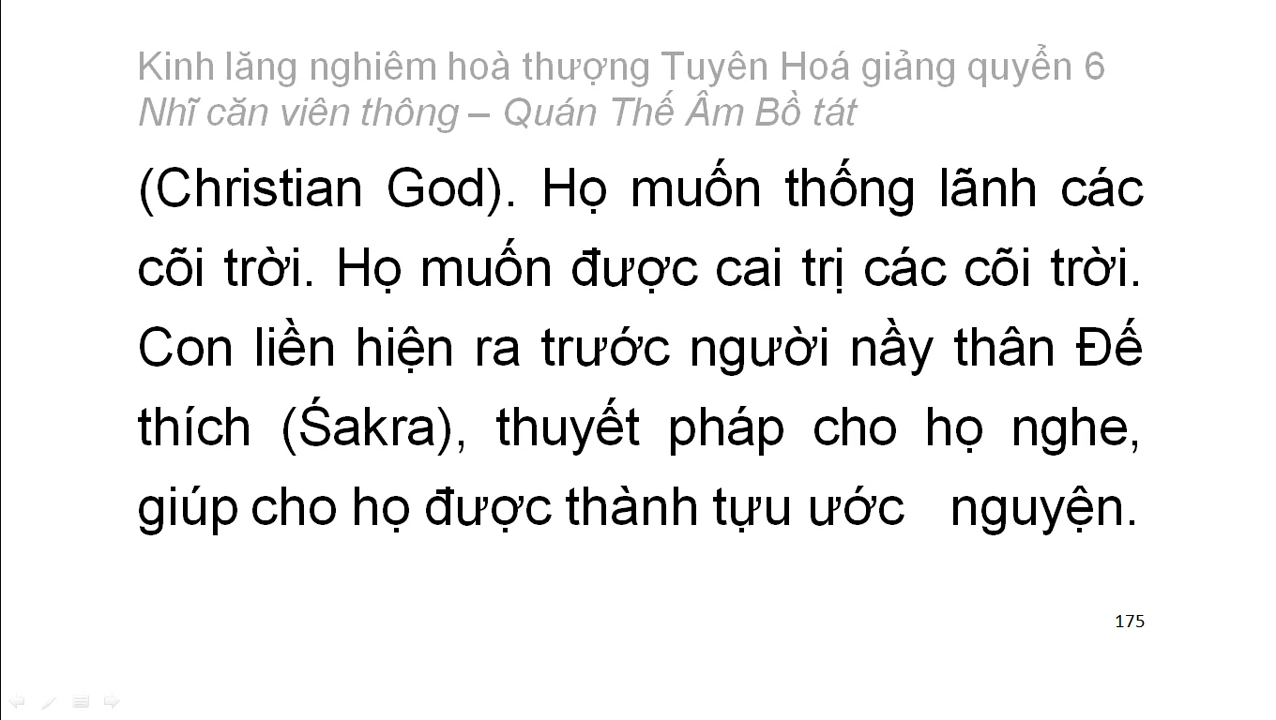 Kinh lăng nghiêm hoà thượng Tuyên Hoá giảng quyển 6
Nhĩ căn viên thông – Quán Thế Âm Bồ tát
(Christian God). Họ muốn thống lãnh các
cõi trời. Họ muốn được cai trị các cõi trời.
Con liền hiện ra trước người nầy thân Đế
thích (Śakra), thuyết pháp cho họ nghe,
giúp cho họ được thành tựu ước nguyện.
175